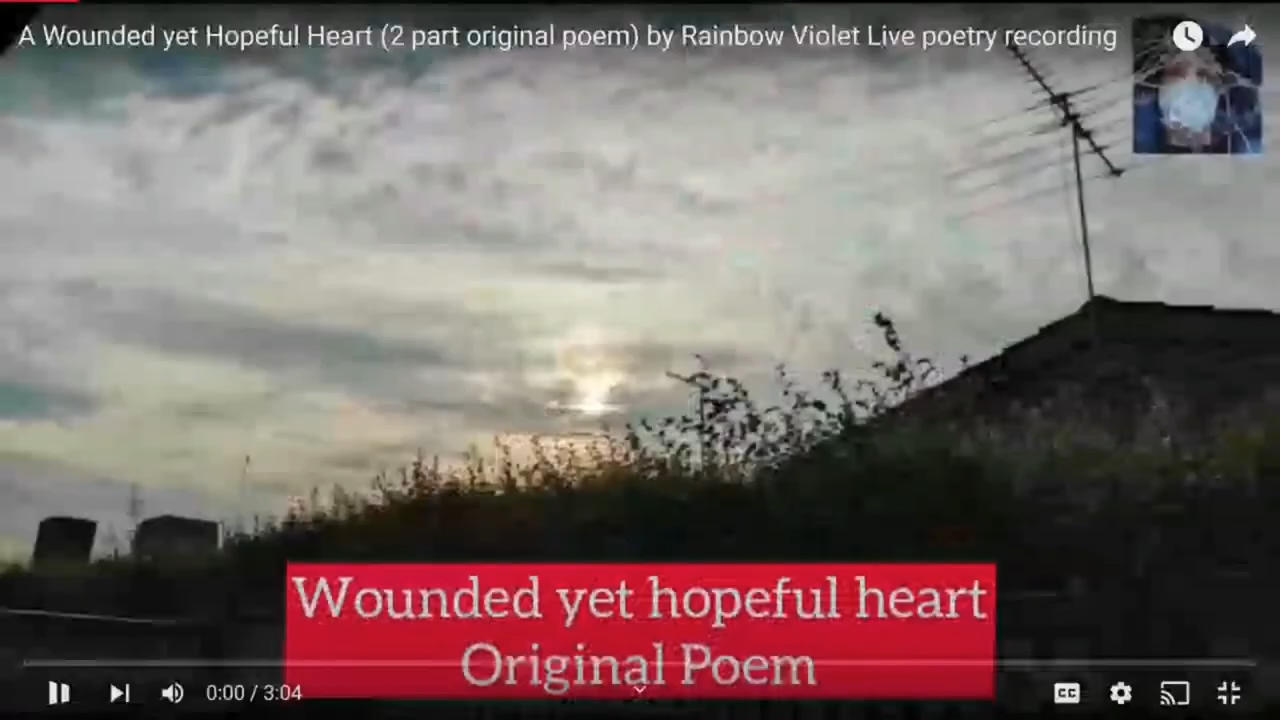 A Wounded yet Hopeful Heart (2 part original poem) by Rainbow Violet Live poetry recording
Wounded yet hopeful heart
Original Poem
0:00 / 3:04
CC